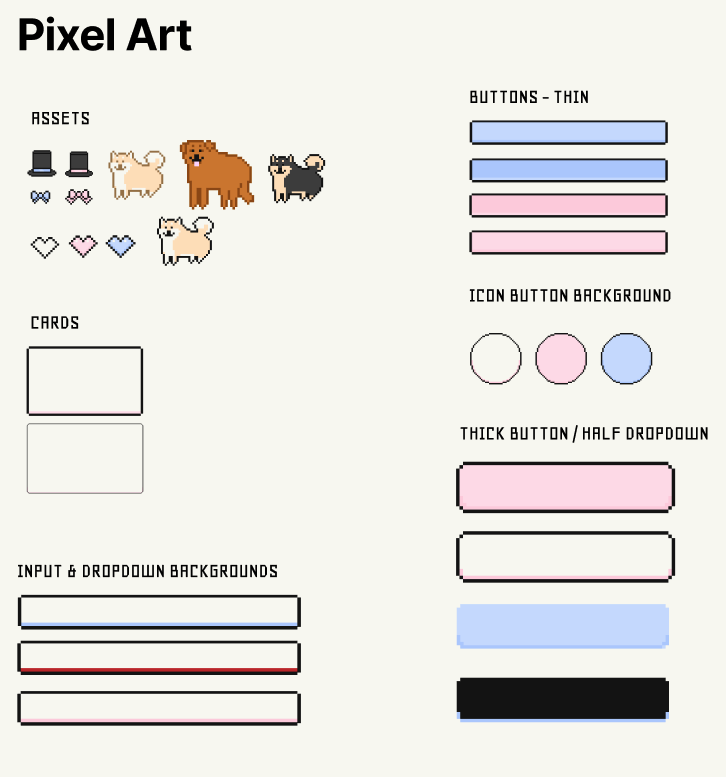 Pixel Art
ASSETS
BUTTONS - THIN
ICON BUTTON BACKGROUND
CARDS
THICK BUTTON / HALF DROPDOWN
INPUT & DROPDOWN BACKGROUNDS